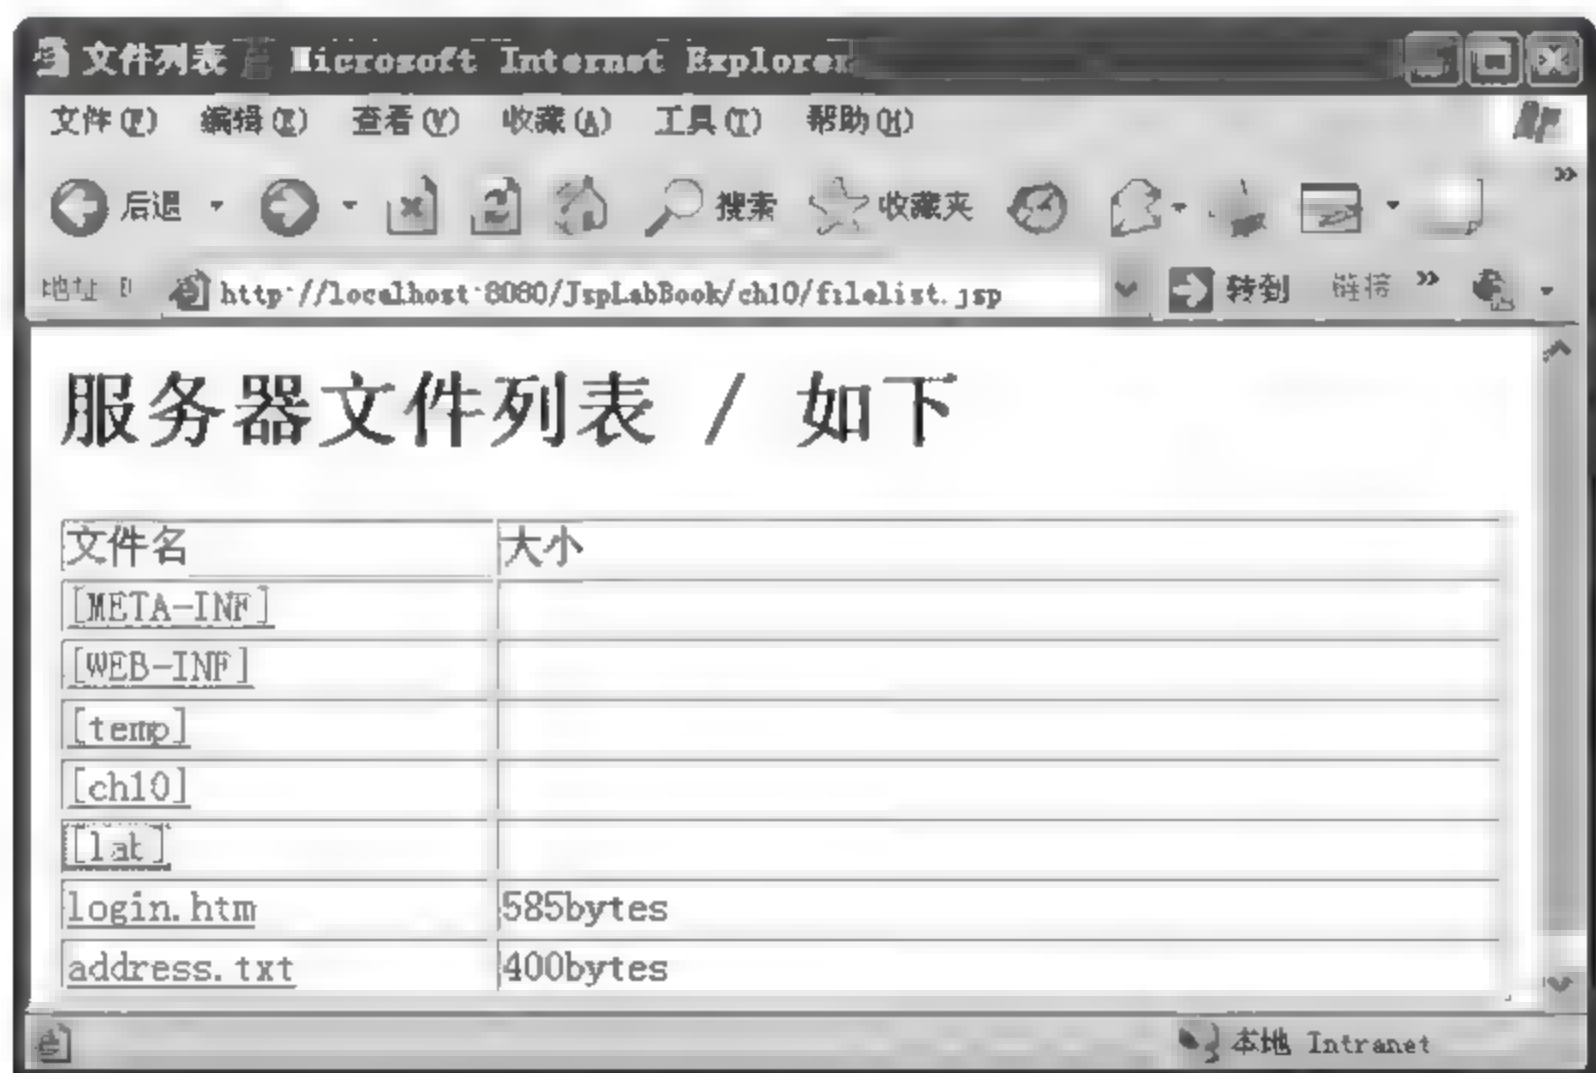 文件列表 - Microsoft Internet Explorer
文件(F) 编辑(E) 查看(V) 收藏(A) 工具(T) 帮助(H)
后退 搜索 收藏夹 »
地址 http://localhost:8080/JspLabBook/ch10/filelist.jsp 转到 链接 »
服务器文件列表 / 如下
文件名 大小
[META-INF]
[WEB-INF]
[temp]
[ch10]
[lab]
login.htm 585bytes
address.txt 400bytes
本地 Intranet